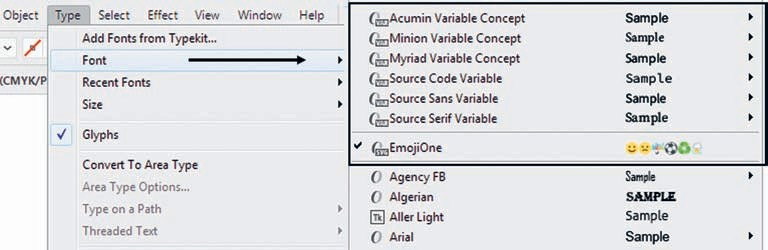 Object Type Select Effect View Window Help
(CMYK/P
Add Fonts from Typekit...
Font
Recent Fonts
Size
Glyphs
Convert To Area Type
Area Type Options...
Type on a Path
Threaded Text
Acumin Variable Concept Sample
Minion Variable Concept Sample
Myriad Variable Concept Sample
Source Code Variable Sample
Source Sans Variable Sample
Source Serif Variable Sample
EmojiOne
Agency FB Sample
Algerian SAMPLE
Tk Aller Light Sample
Arial Sample